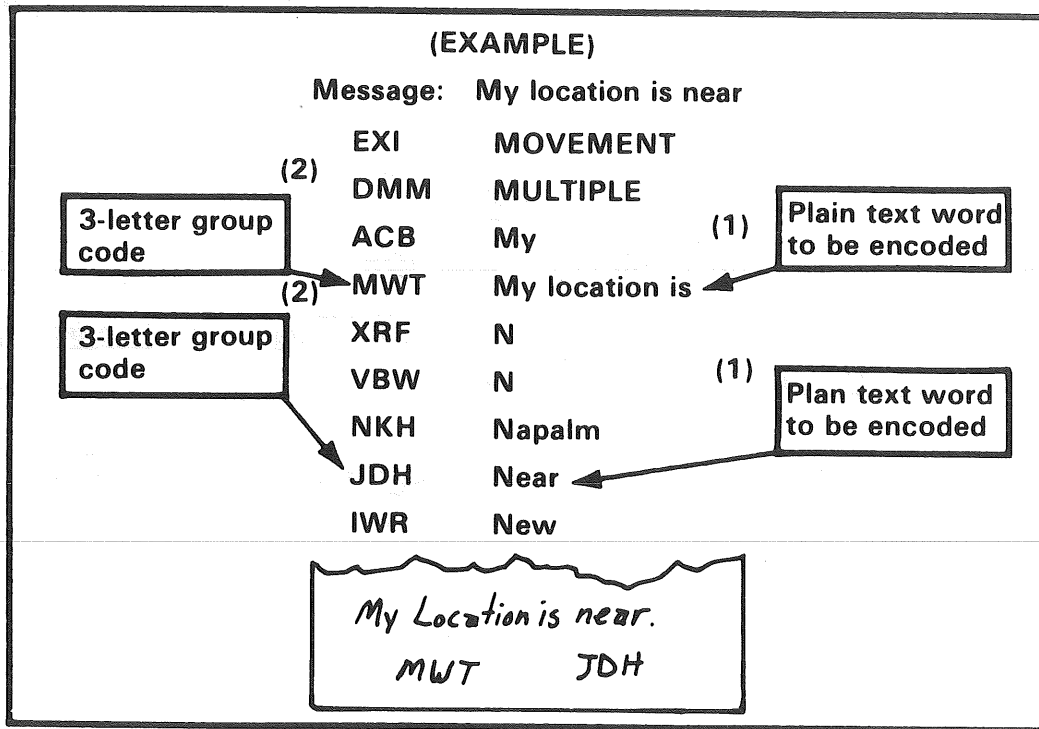 (EXAMPLE)
Message: My location is near
EXI MOVEMENT
(2)
DMM MULTIPLE
3-letter group
code
ACB My
(1)
Plain text word
to be encoded
MWT My location is
(2)
3-letter group
code
XRF N
VBW N
(1)
Plan text word
to be encoded
NKH Napalm
JDH Near
IWR New
My Location is near.
MWT JDH